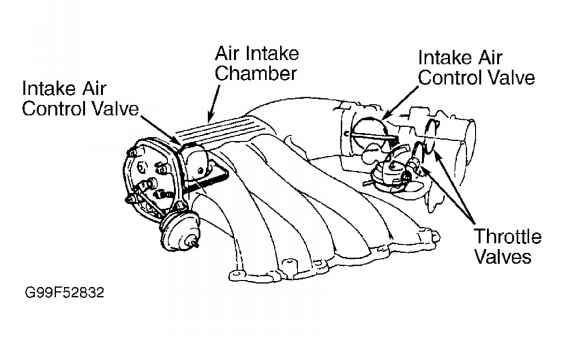 Air Intake
Chamber
Intake Air
Control Valve
Intake Air
Control Valve
Throttle
Valves
G99F52832